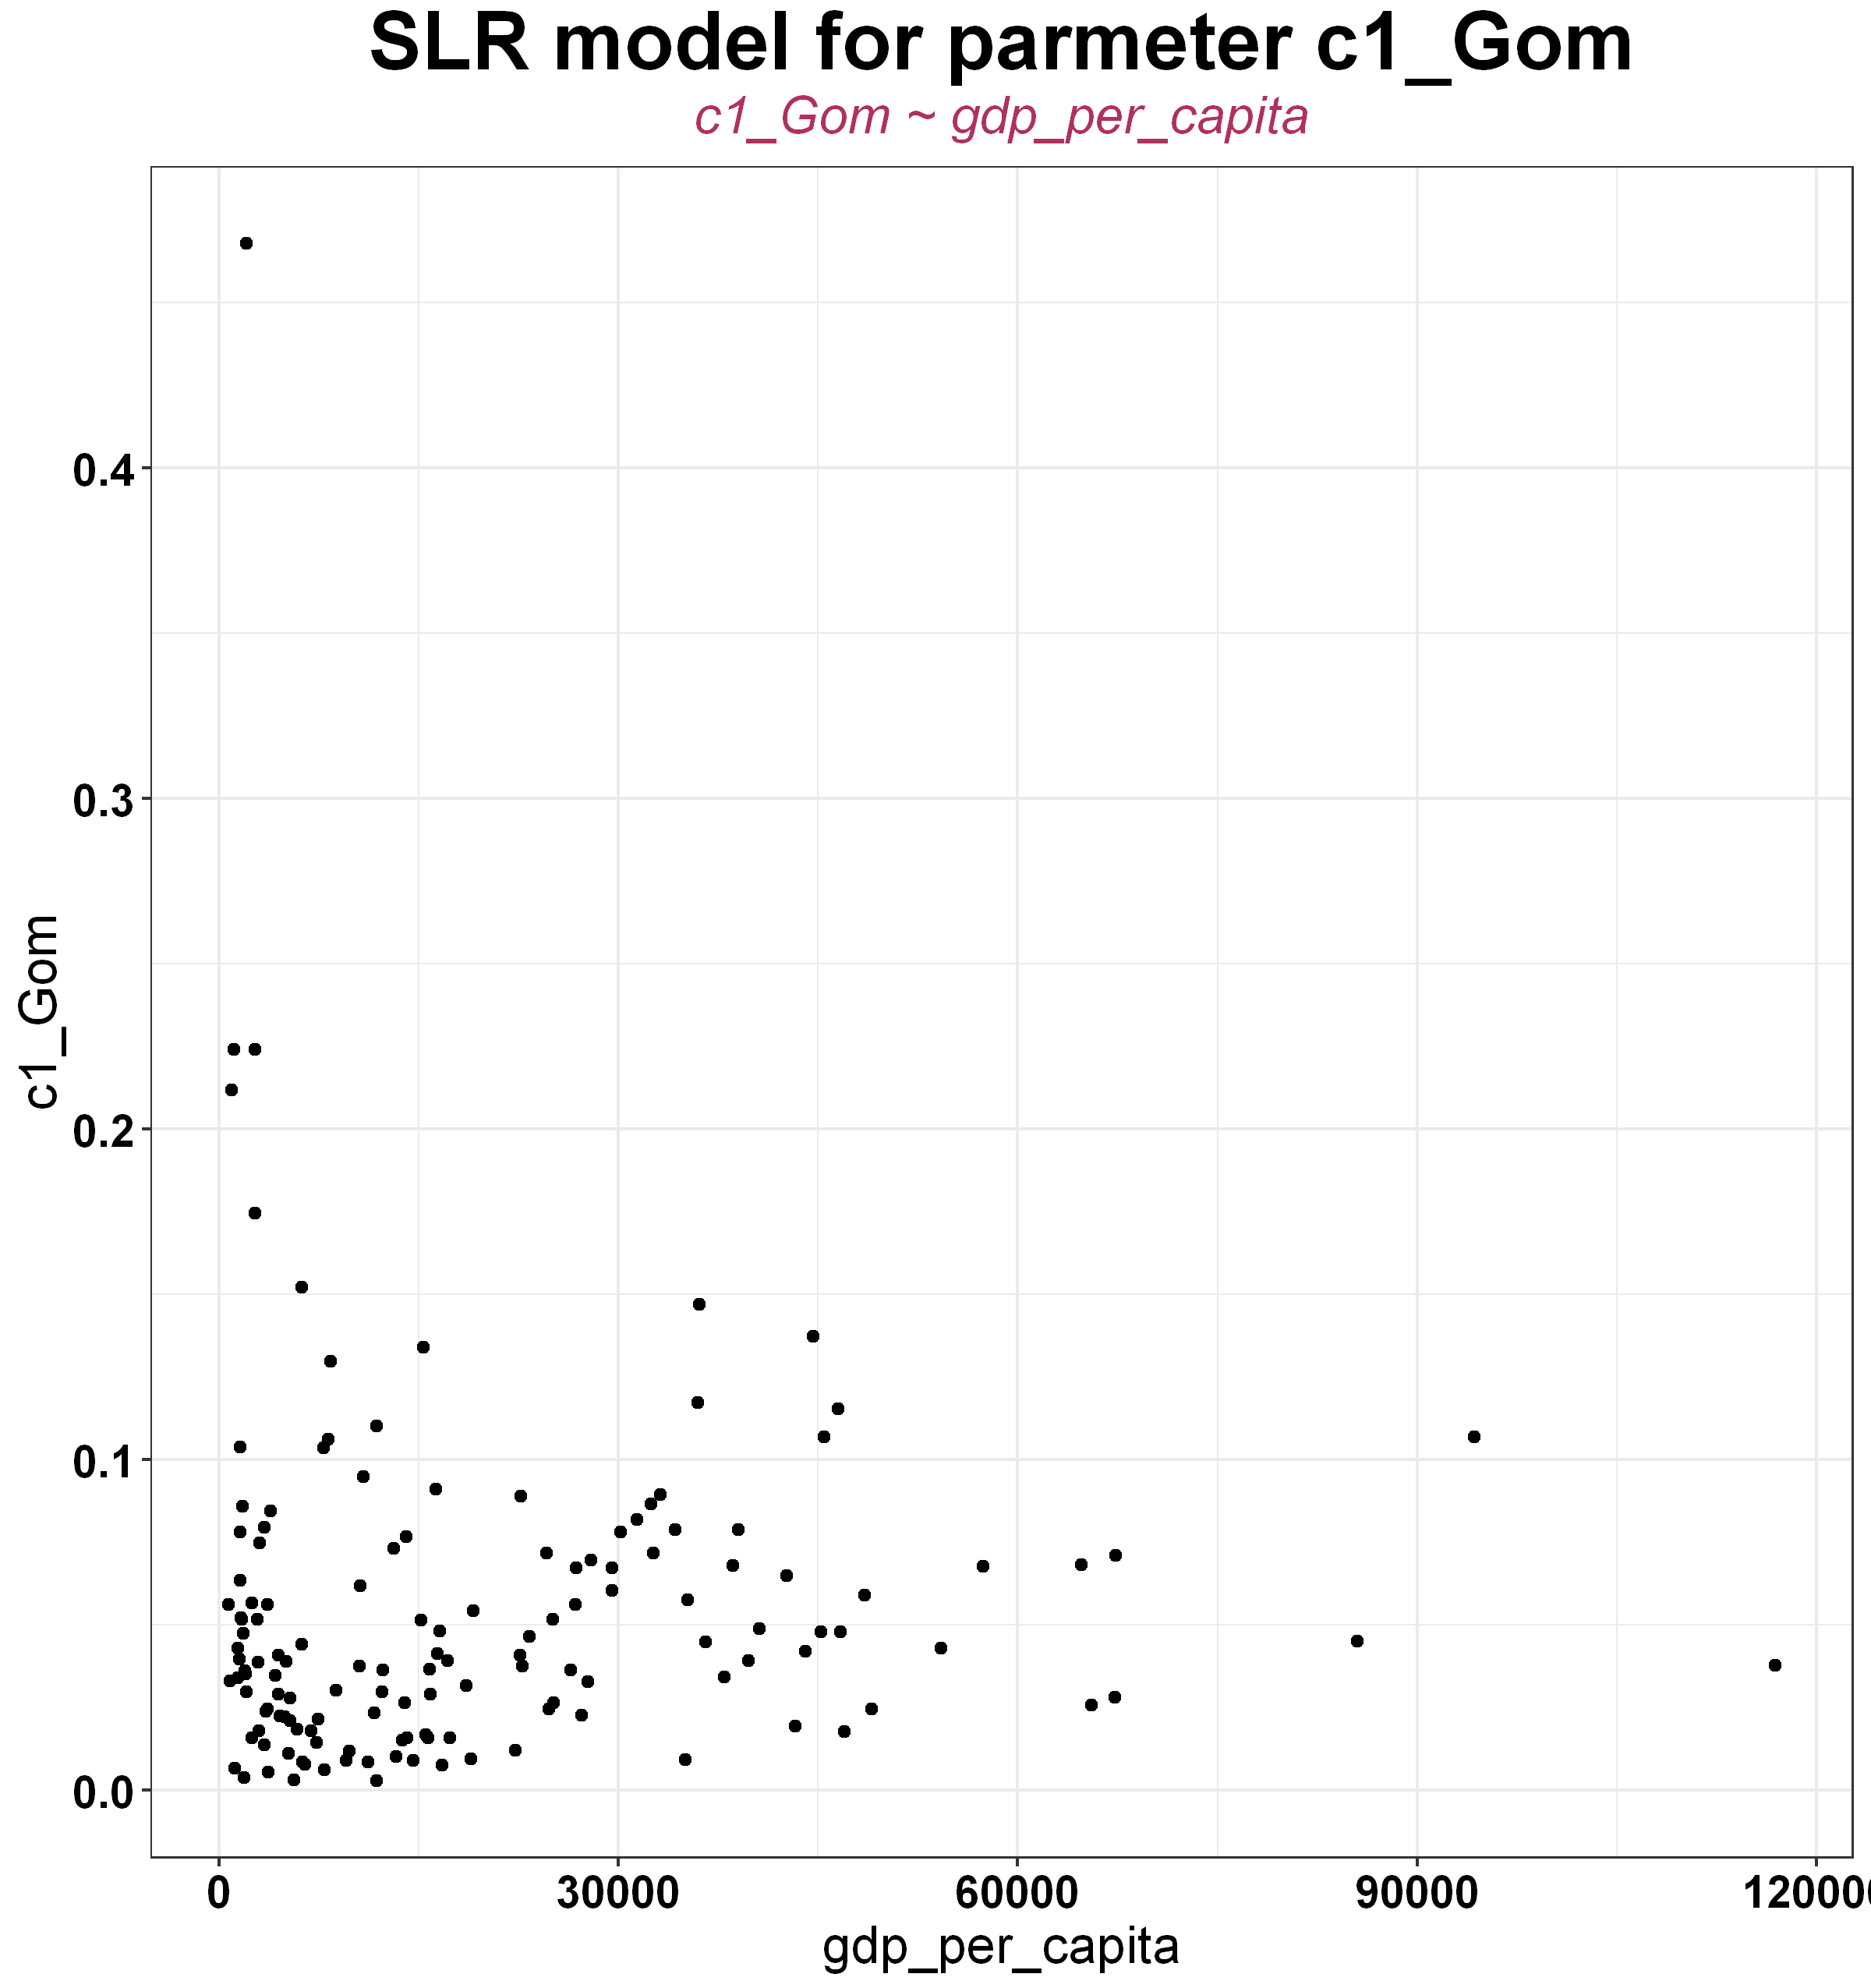 SLR model for parmeter c1_Gom
c1_Gom ~ gdp_per_capita
c1_Gom
0.4
0.3
0.2
0.1
0.0
0 30000 60000 90000 120000
gdp_per_capita